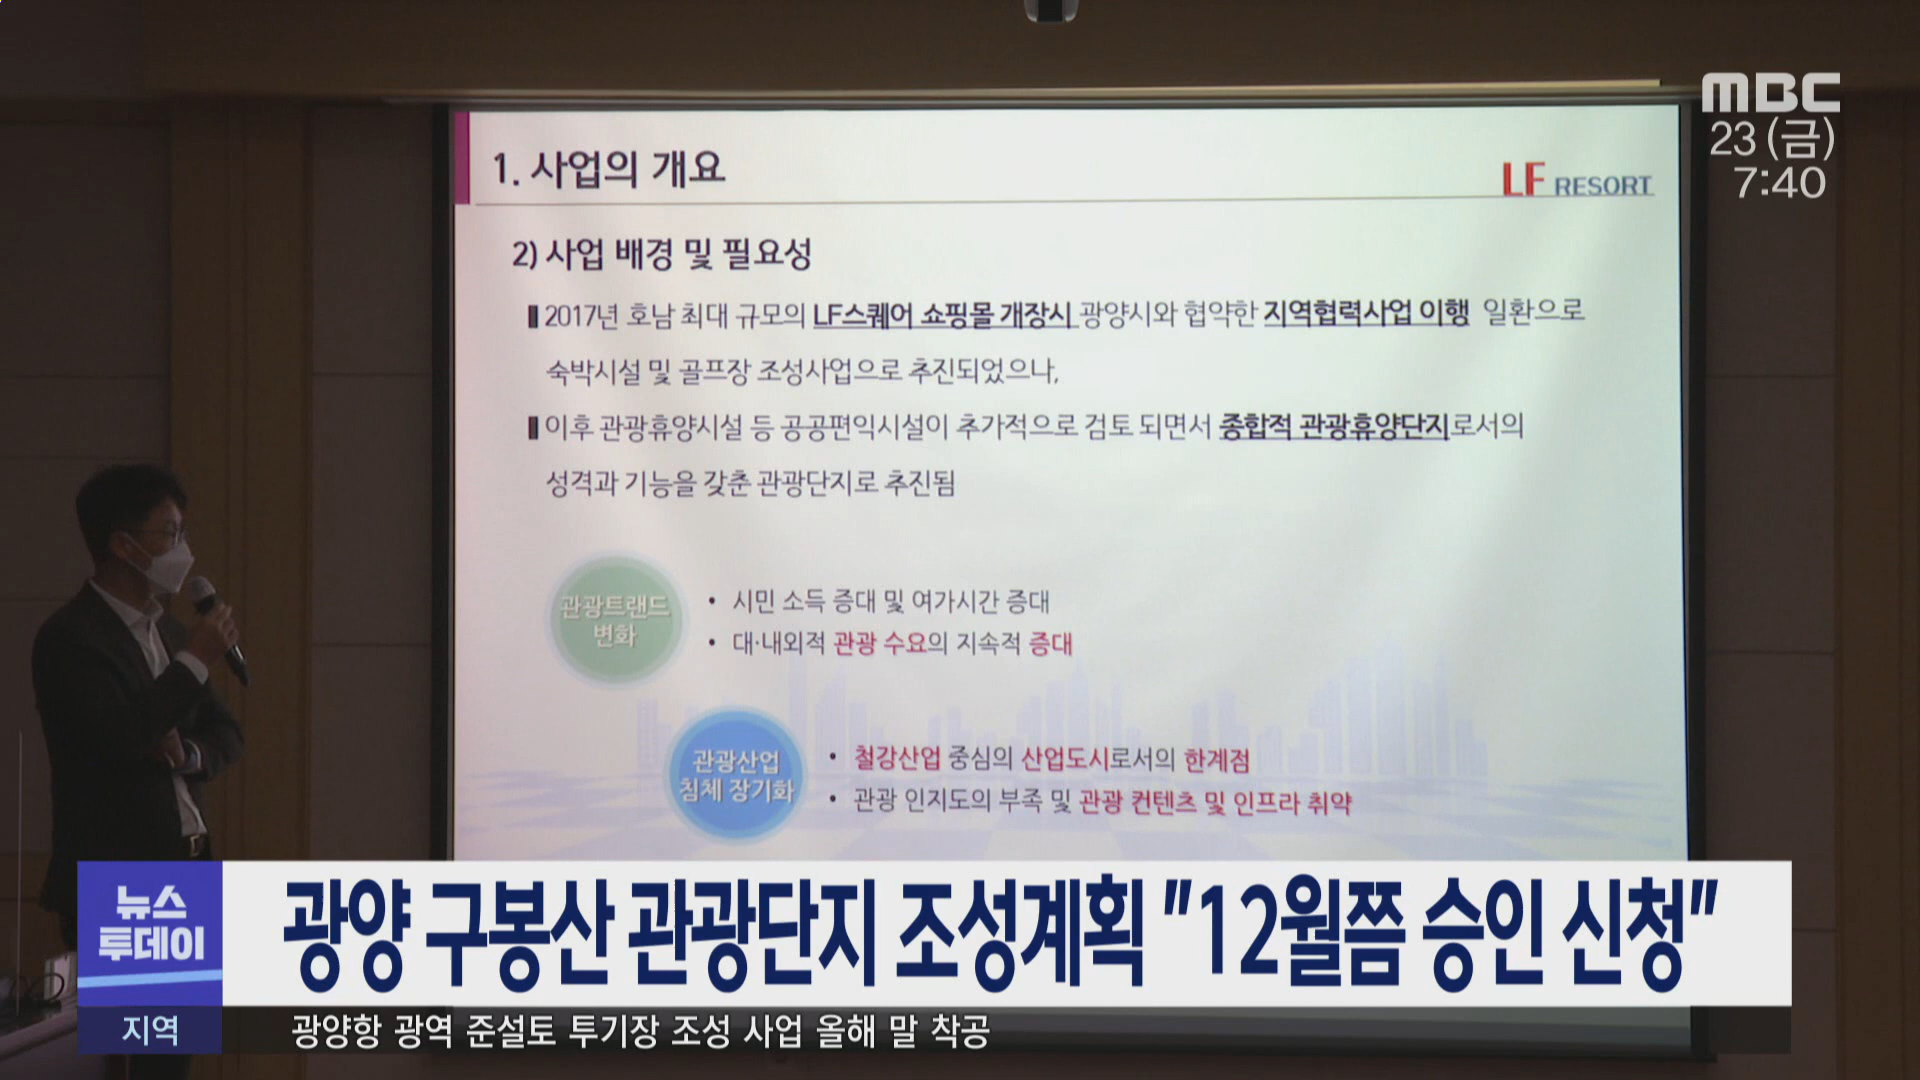 MBC
23 (금)
7:40
1. 사업의 개요
LF RESORT
2) 사업 배경 및 필요성
2017년 호남 최대 규모의 LF스퀘어 쇼핑몰 개장시 광양시와 협약한 지역협력사업 이행 일환으로
숙박시설 및 골프장 조성사업으로 추진되었으나,
이후 관광휴양시설 등 공공편익시설이 추가적으로 검토 되면서 종합적 관광휴양단지로서의
성격과 기능을 갖춘 관광단지로 추진됨
관광트랜드
변화
• 시민 소득 증대 및 여가시간 증대
• 대·내외적 관광 수요의 지속적 증대
관광산업
침체 장기화
• 철강산업 중심의 산업도시로서의 한계점
• 관광 인지도의 부족 및 관광 컨텐츠 및 인프라 취약
뉴스
투데이
광양 구봉산 관광단지 조성계획 "12월쯤 승인 신청"
지역
광양항 광역 준설토 투기장 조성 사업 올해 말 착공